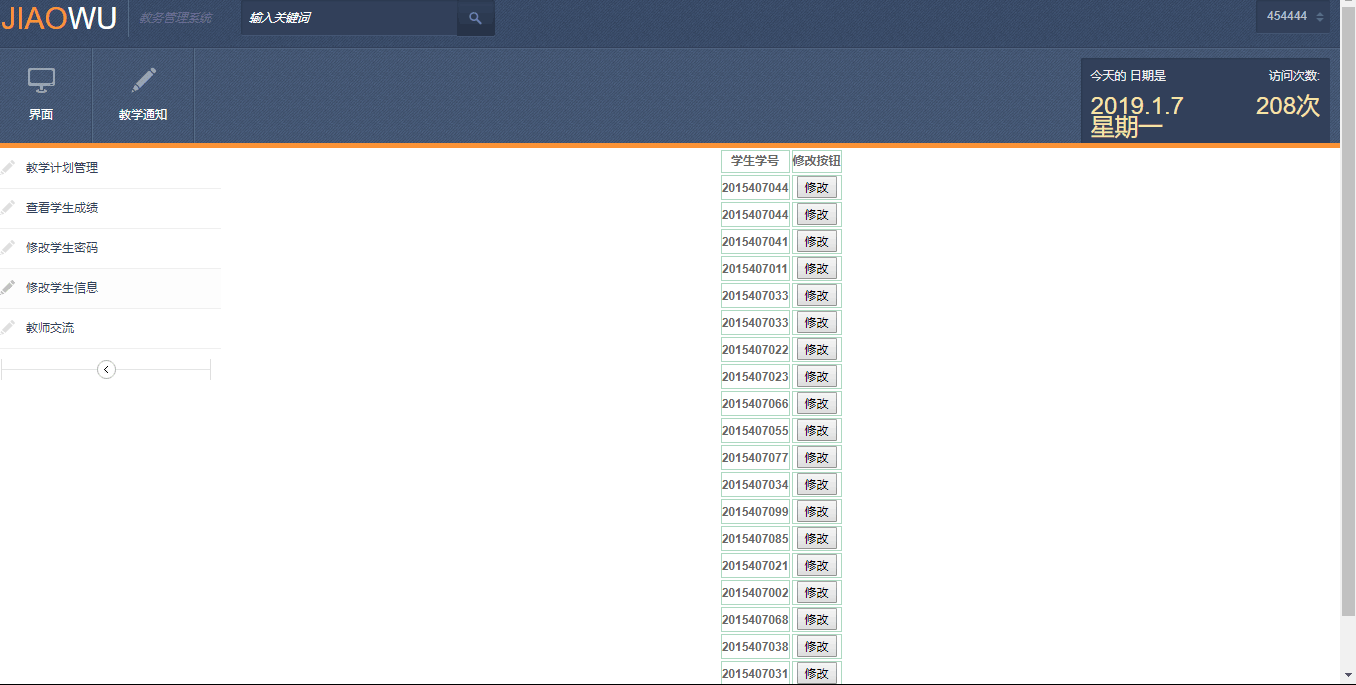 JIAOWU 教务管理系统 输入关键词 454444
界面 教学通知
今天的 日期是 访问次数:
2019.1.7 208次
星期一
教学计划管理
查看学生成绩
修改学生密码
修改学生信息
教师交流
学生学号 修改按钮
2015407044 修改
2015407044 修改
2015407041 修改
2015407011 修改
2015407033 修改
2015407033 修改
2015407022 修改
2015407023 修改
2015407066 修改
2015407055 修改
2015407077 修改
2015407034 修改
2015407099 修改
2015407085 修改
2015407021 修改
2015407002 修改
2015407068 修改
2015407038 修改
2015407031 修改